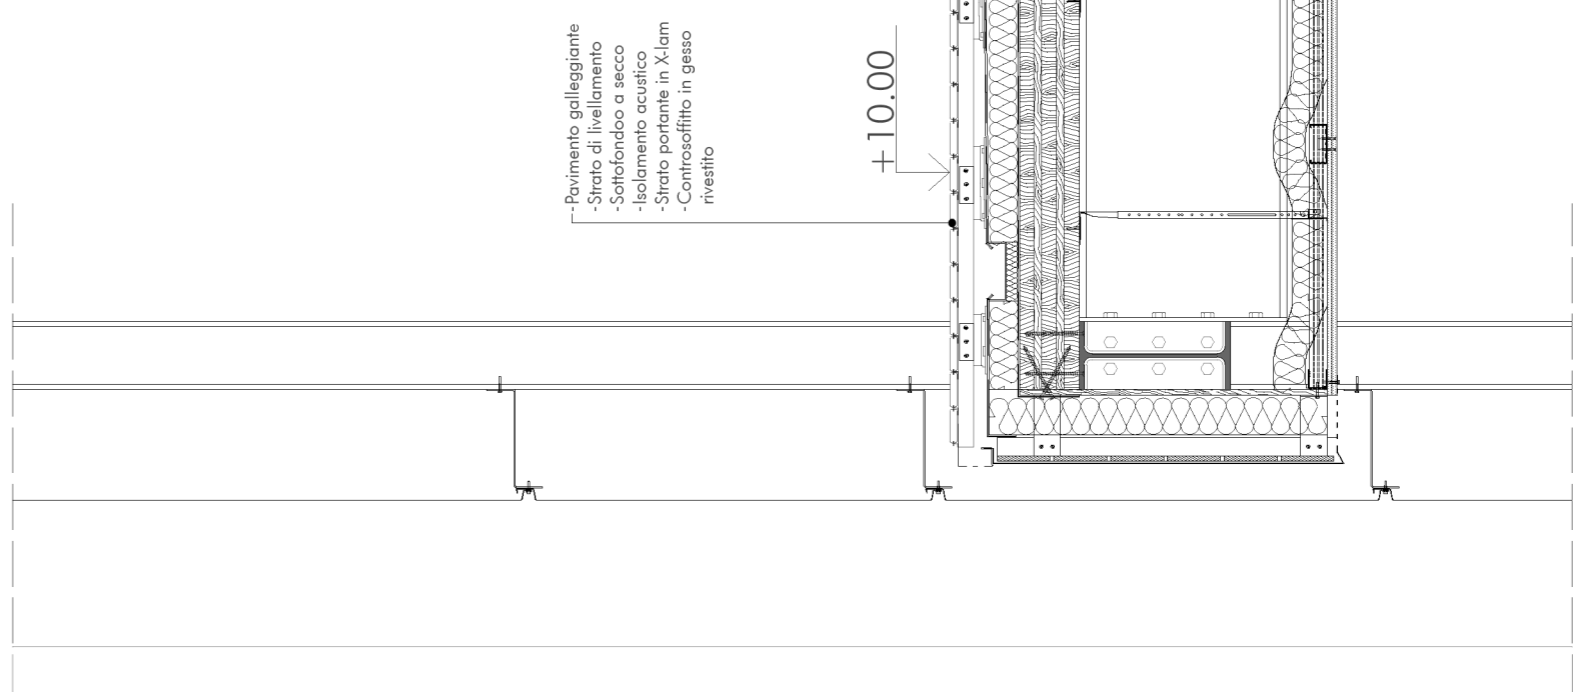 -Pavimento galleggiante
-Strato di livellamento
-Sottofondoo a secco
-Isolamento acustico
-Strato portante in X-lam
-Controsoffitto in gesso
rivestito
+10.00